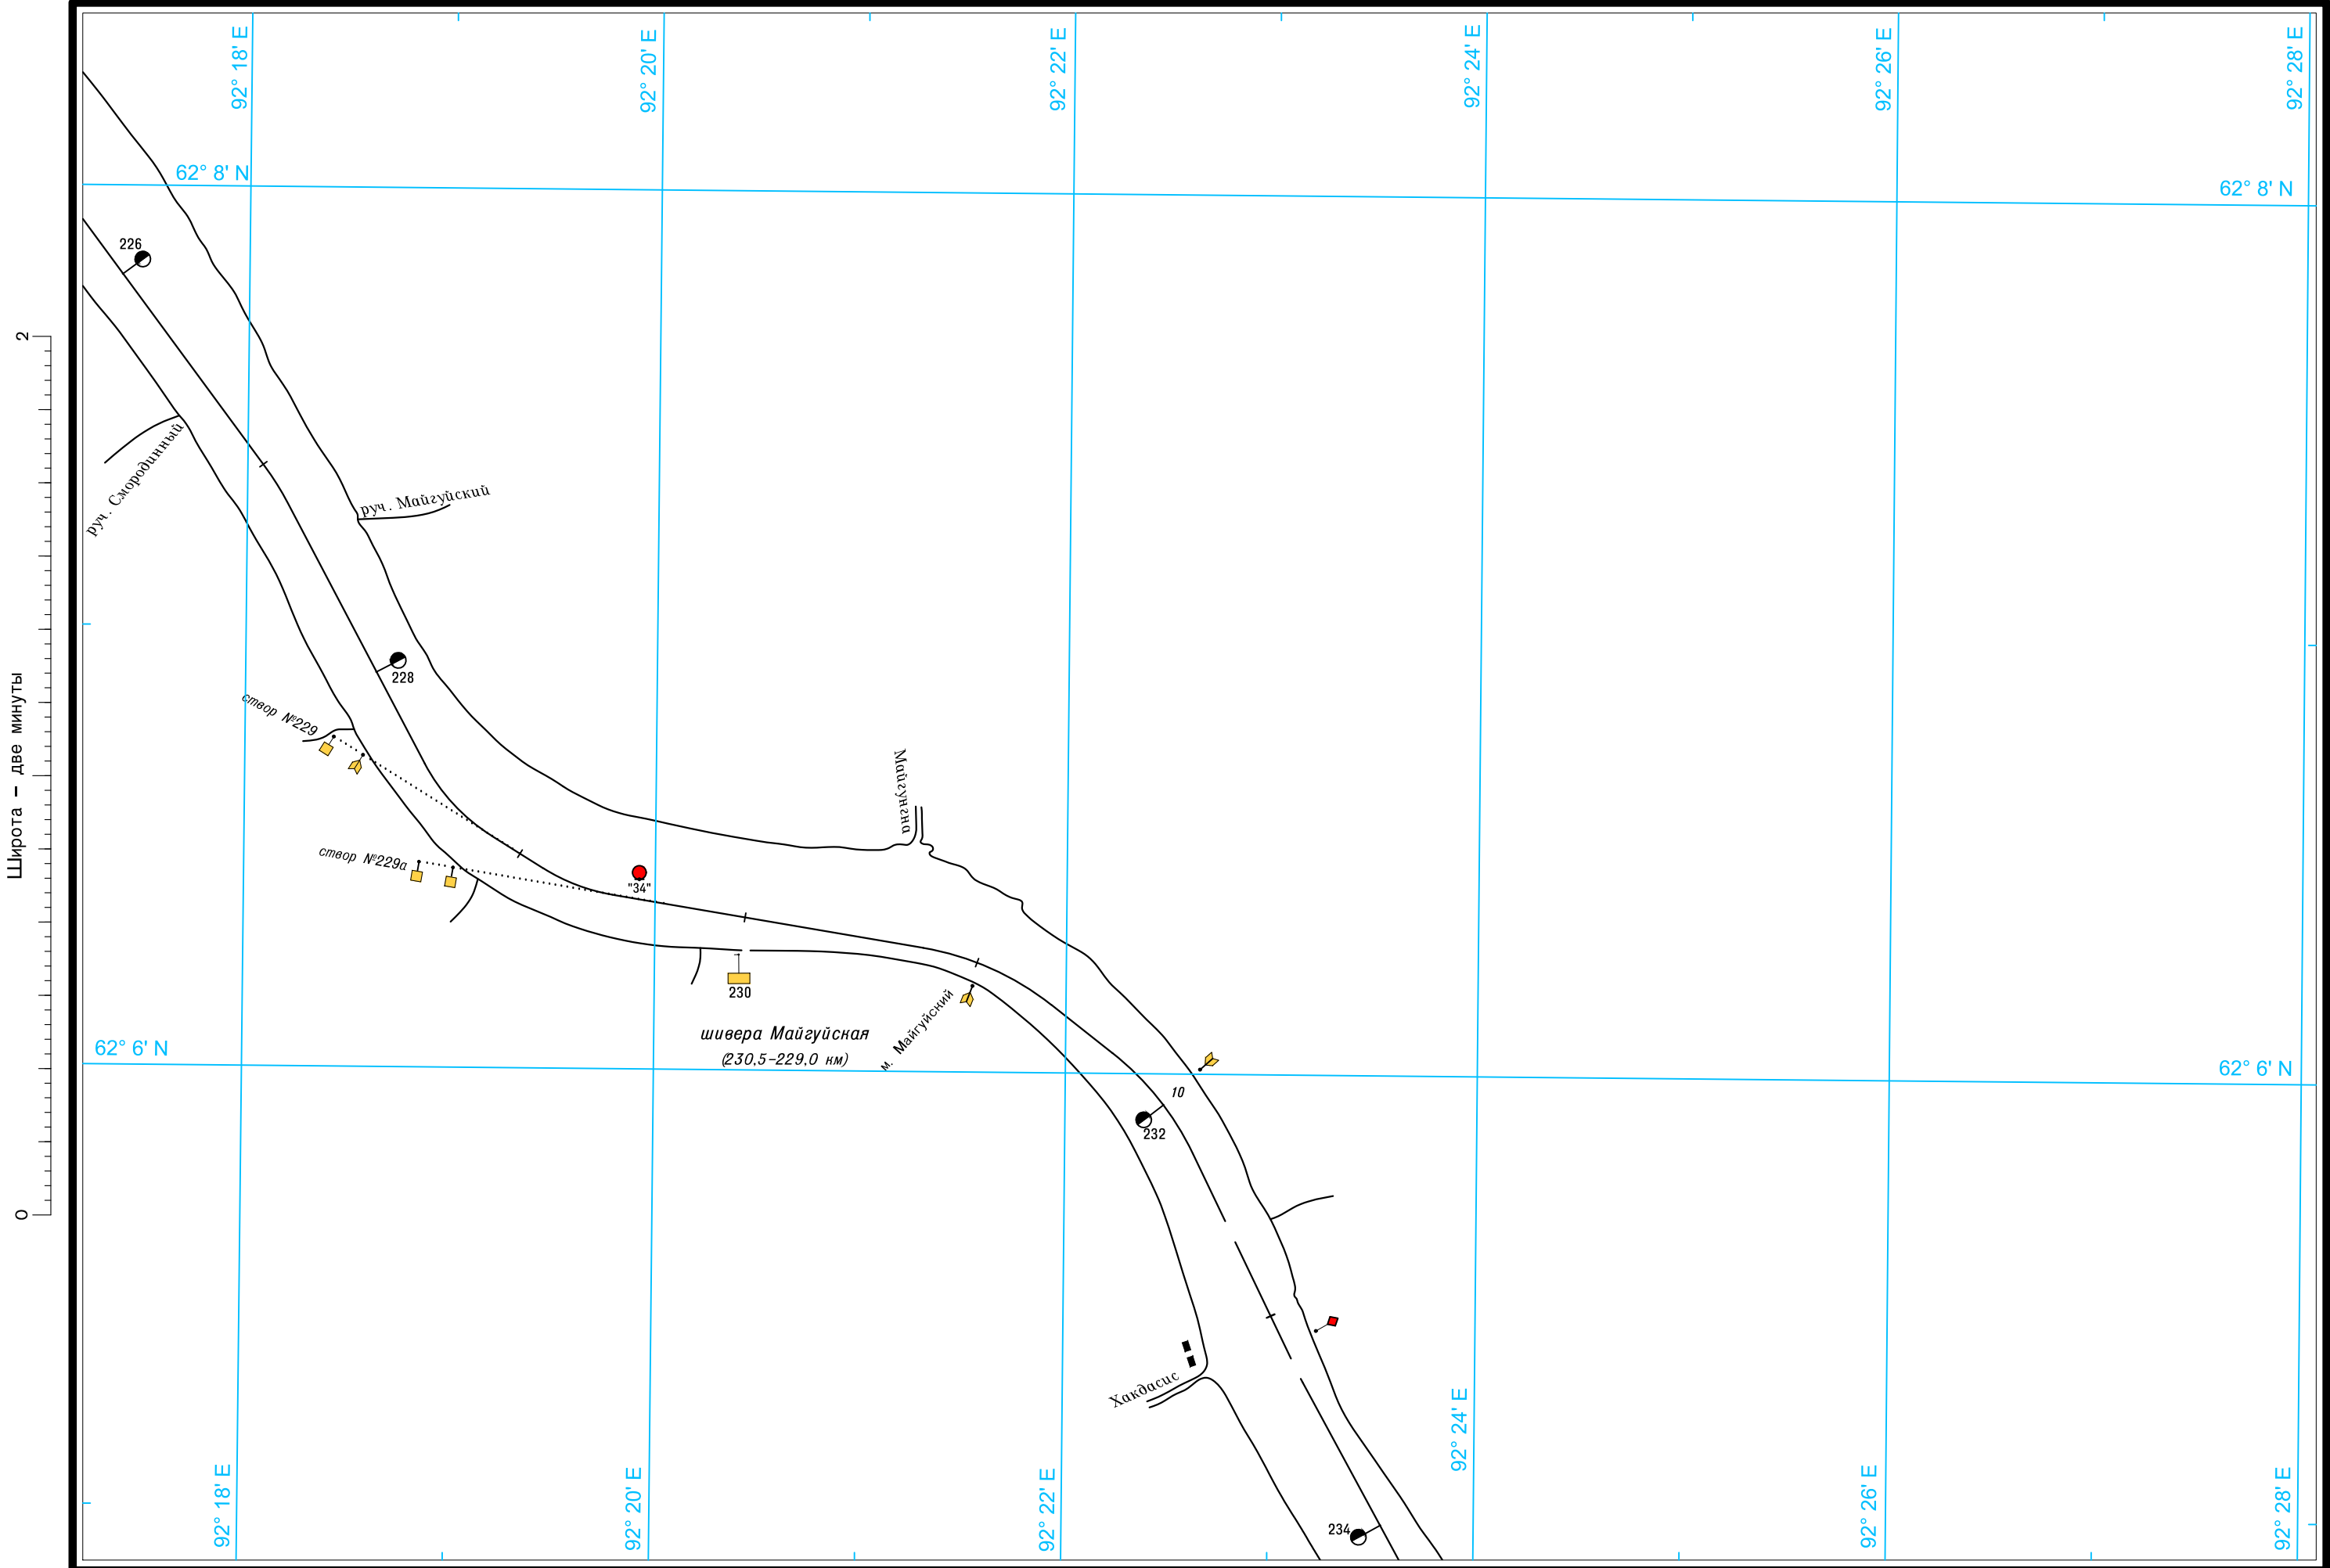 92° 18' E
92° 20' E
92° 22' E
92° 24' E
92° 26' E
92° 28' E
62° 8' N
62° 8' N
226
2
руч. Смородинный
руч. Майгуйский
228
створ №229
Майгунгна
Широта – две минуты
створ №229а
"34"
230
м. Майгуйский
шивера Майгуйская
(230,5-229,0 км)
62° 6' N
62° 6' N
10
232
0
Хакдасис
234
92° 18' E
92° 20' E
92° 22' E
92° 24' E
92° 26' E
92° 28' E